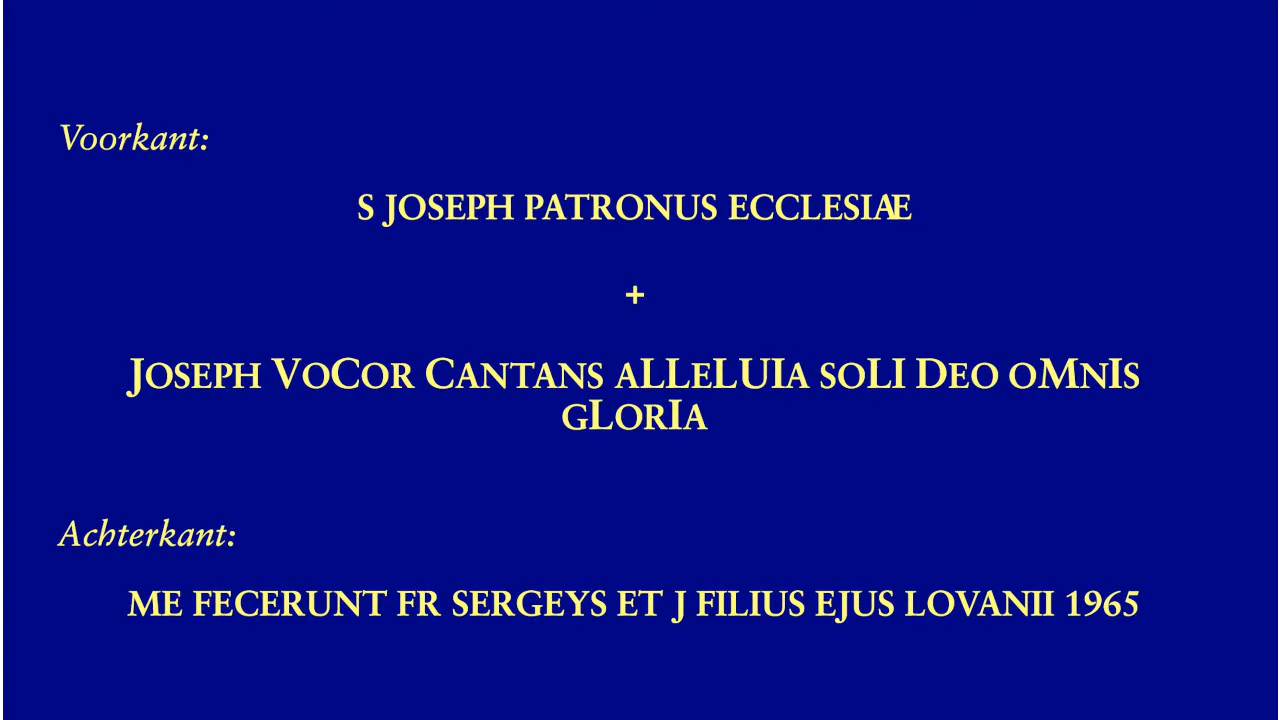 Voorkant:
S JOSEPH PATRONUS ECCLESIÆ
+
Joseph VoCor Cantans aLLeLUIa soLI Deo oMnIs
gLorIa
Achterkant:
ME FECERUNT FR SERGEYS ET J FILIUS EJUS LOVANII 1965